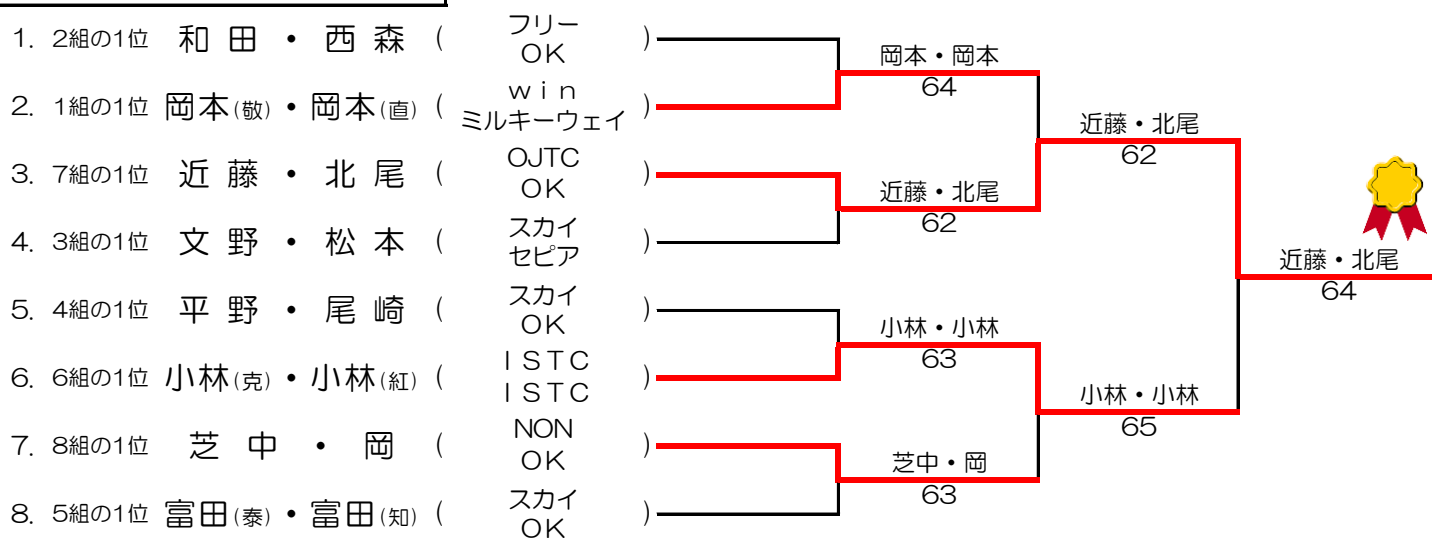 1. 2組の1位 和田・西森 ( フリー OK )
2. 1組の1位 岡本(敬)・岡本(直) ( win ミルキーウェイ )
3. 7組の1位 近藤・北尾 ( OJTC OK )
4. 3組の1位 文野・松本 ( スカイ セピア )
5. 4組の1位 平野・尾崎 ( スカイ OK )
6. 6組の1位 小林(克)・小林(紅) ( ISTC ISTC )
7. 8組の1位 芝中・岡 ( NON OK )
8. 5組の1位 富田(泰)・富田(知) ( スカイ OK )
岡本・岡本
64
近藤・北尾
62
小林・小林
63
芝中・岡
63
近藤・北尾
62
小林・小林
65
近藤・北尾
64